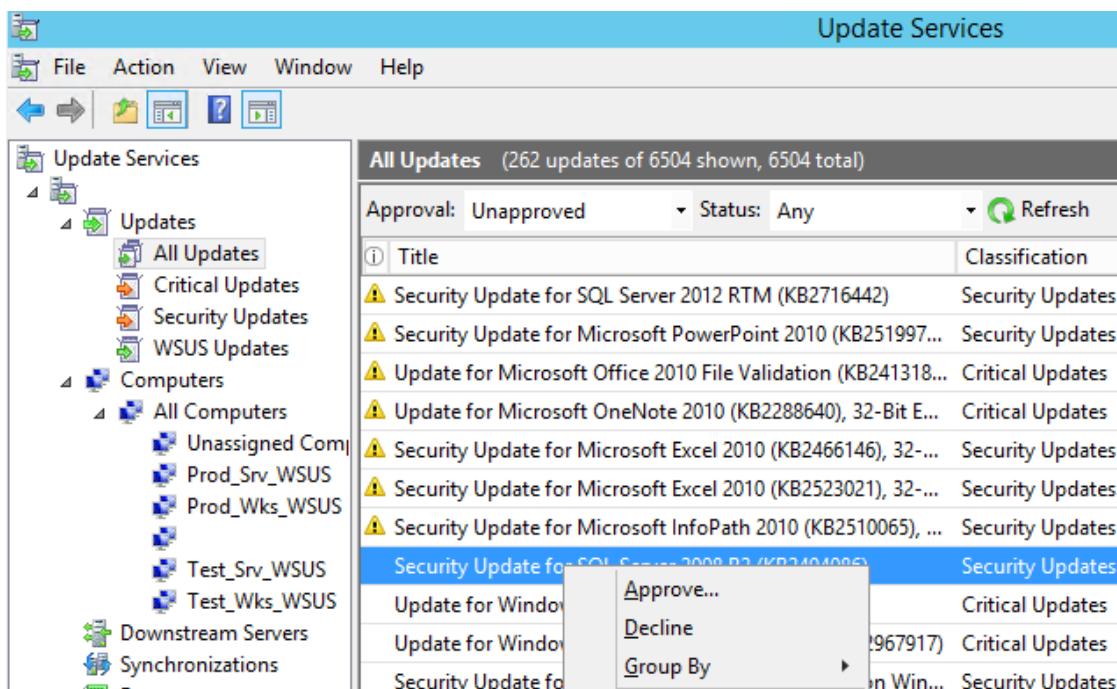 Update Services
File Action View Window Help
Update Services
Updates
All Updates
Critical Updates
Security Updates
WSUS Updates
Computers
All Computers
Unassigned Comp
Prod_Srv_WSUS
Prod_Wks_WSUS
Test_Srv_WSUS
Test_Wks_WSUS
Downstream Servers
Synchronizations
All Updates (262 updates of 6504 shown, 6504 total)
Approval: Unapproved Status: Any Refresh
Title Classification
Security Update for SQL Server 2012 RTM (KB2716442) Security Updates
Security Update for Microsoft PowerPoint 2010 (KB251997... Security Updates
Update for Microsoft Office 2010 File Validation (KB241318... Critical Updates
Update for Microsoft OneNote 2010 (KB2288640), 32-Bit E... Critical Updates
Security Update for Microsoft Excel 2010 (KB2466146), 32-... Security Updates
Security Update for Microsoft Excel 2010 (KB2523021), 32-... Security Updates
Security Update for Microsoft InfoPath 2010 (KB2510065), ... Security Updates
Security Update for SQL Server 2008 R2 (KB2494086) Security Updates
Update for Windo Critical Updates
Update for Windo 2967917) Critical Updates
Security Update fo on Win... Security Updates
Approve...
Decline
Group By